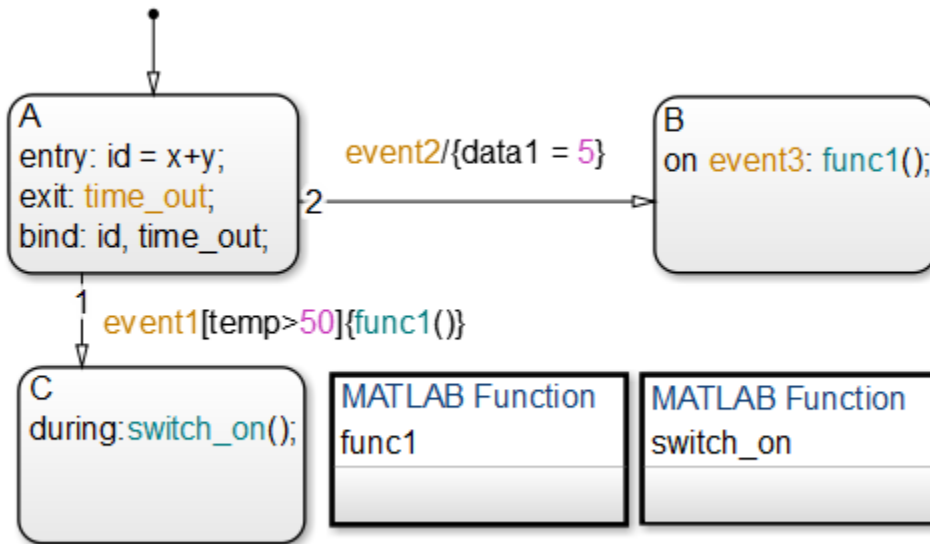 A
entry: id = x+y;
exit: time_out;
bind: id, time_out;
event2/{data1 = 5}
2
B
on event3: func1();
1
event1[temp>50]{func1()}
C
during:switch_on();
MATLAB Function
func1
MATLAB Function
switch_on